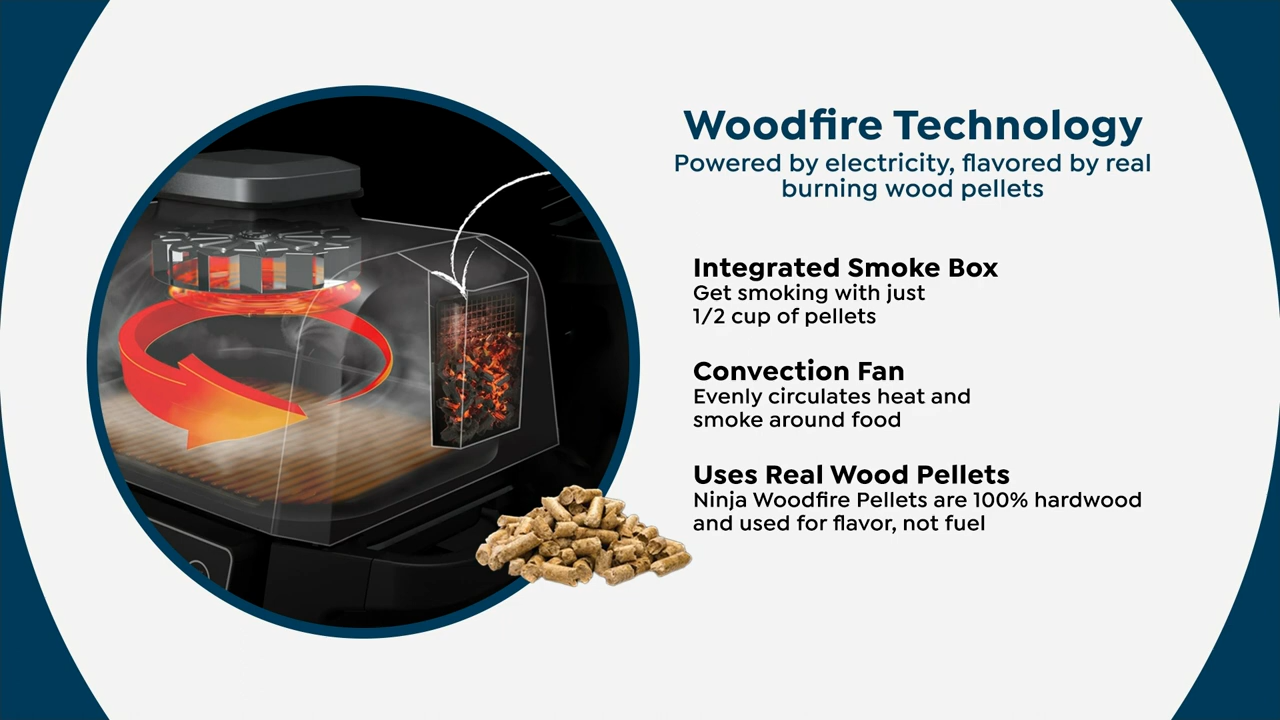 Woodfire Technology
Powered by electricity, flavored by real
burning wood pellets
Integrated Smoke Box
Get smoking with just
1/2 cup of pellets
Convection Fan
Evenly circulates heat and
smoke around food
Uses Real Wood Pellets
Ninja Woodfire Pellets are 100% hardwood
and used for flavor, not fuel